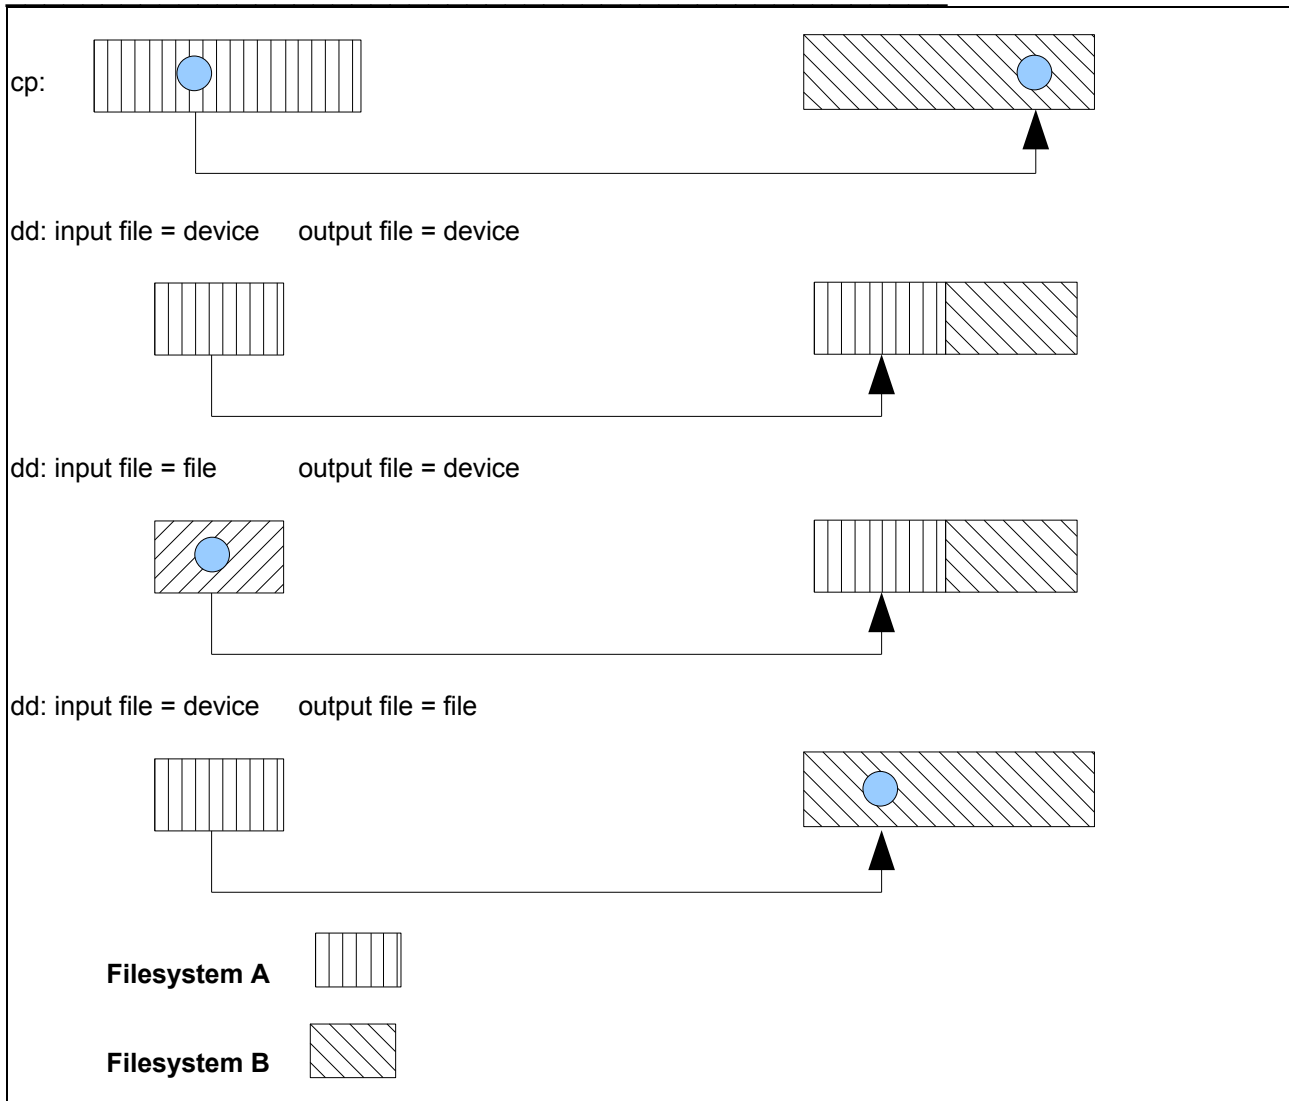 cp:
dd: input file = device output file = device
dd: input file = file output file = device
dd: input file = device output file = file
Filesystem A
Filesystem B